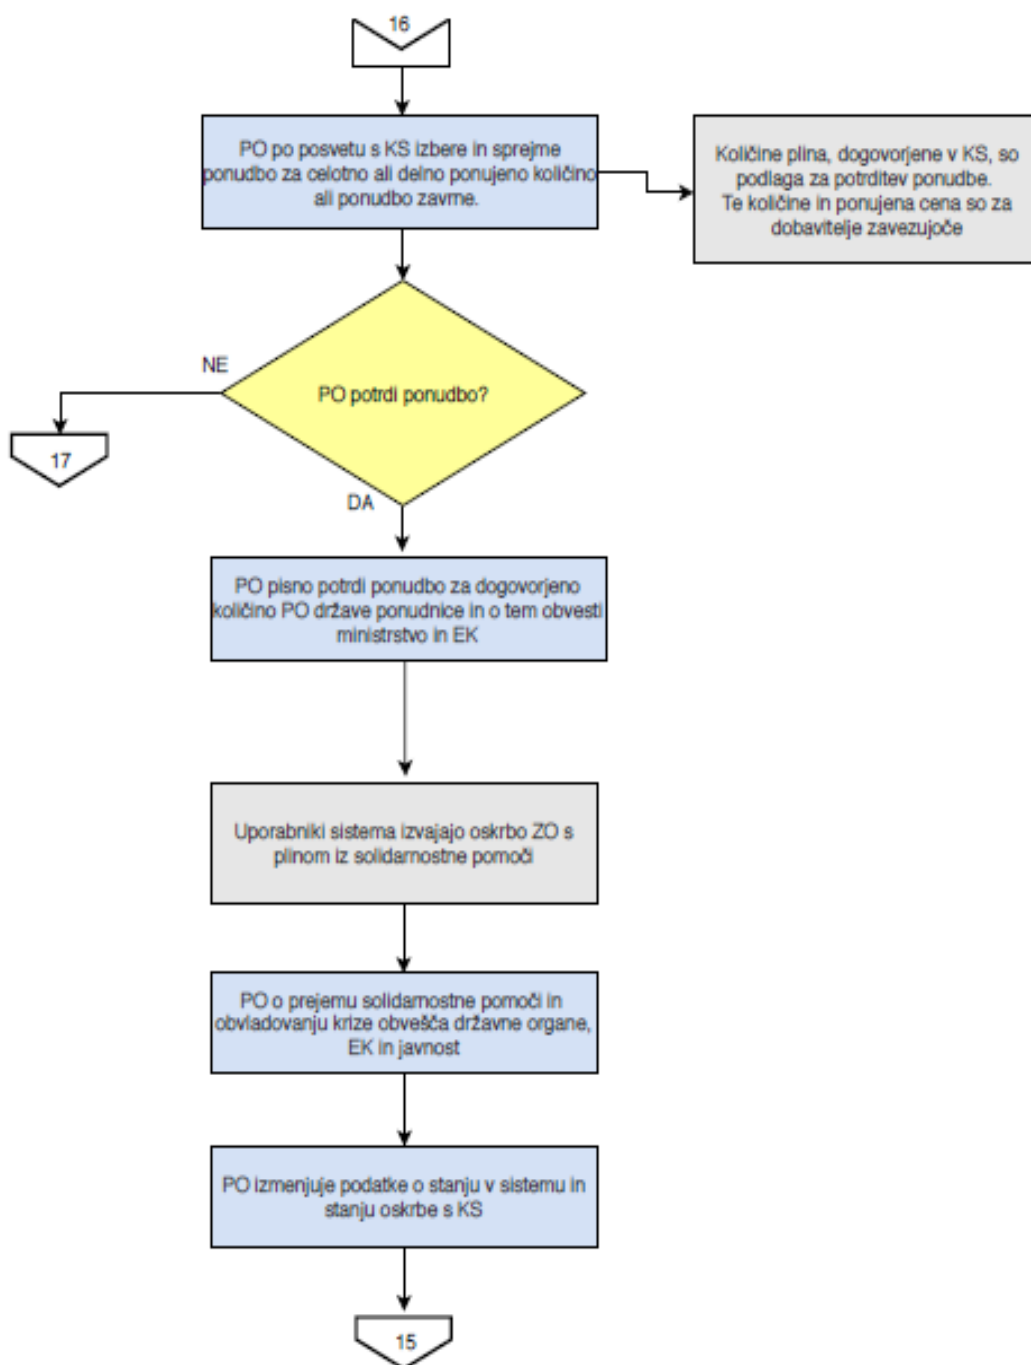 16
PO po posvetu s KS izbere in sprejme
ponudbo za celotno ali delno ponujeno količino
ali ponudbo zavrne.
Količine plina, dogovorjene v KS, so
podlaga za potrditev ponudbe.
Te količine in ponujena cena so za
dobavitelje zavezujoče
NE
PO potrdi ponudbo?
17
DA
PO pisno potrdi ponudbo za dogovorjeno
količino PO države ponudnice in o tem obvesti
ministrstvo in EK
Uporabniki sistema izvajajo oskrbo ZO s
plinom iz solidarnostne pomoči
PO o prejemu solidarnostne pomoči in
obvladovanju krize obvešča državne organe,
EK in javnost
PO izmenjuje podatke o stanju v sistemu in
stanju oskrbe s KS
15